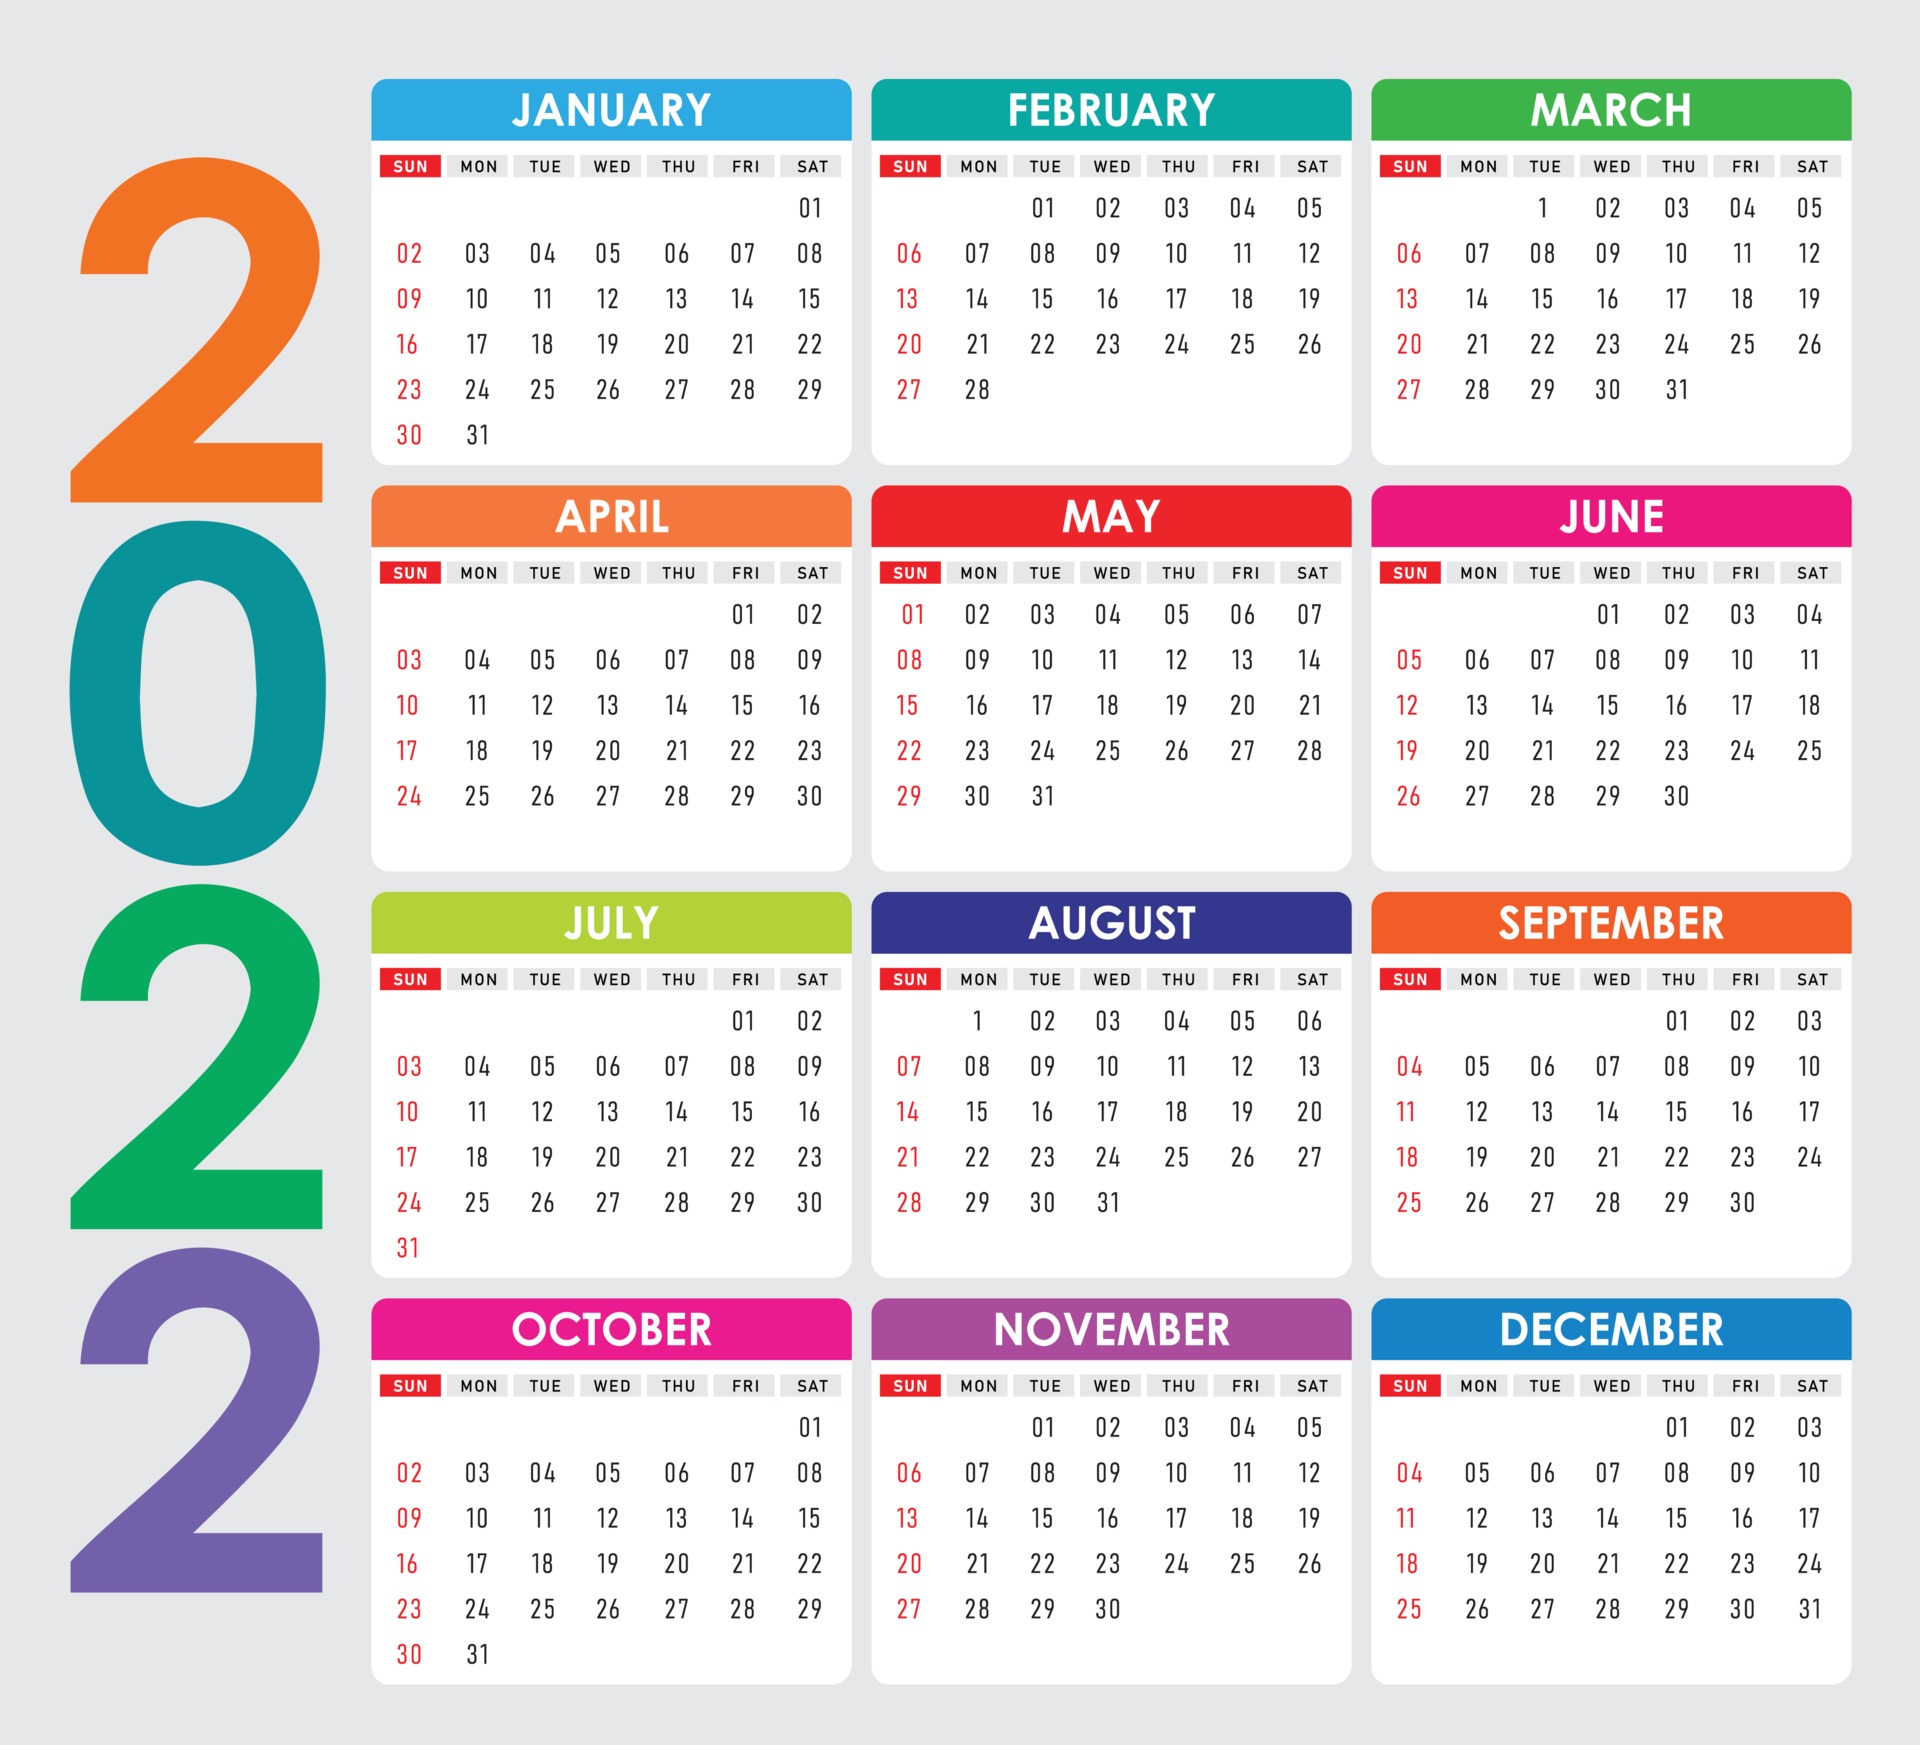 2
0
2
2
JANUARY
SUN MON TUE WED THU FRI SAT
01
02 03 04 05 06 07 08
09 10 11 12 13 14 15
16 17 18 19 20 21 22
23 24 25 26 27 28 29
30 31
FEBRUARY
SUN MON TUE WED THU FRI SAT
01 02 03 04 05
06 07 08 09 10 11 12
13 14 15 16 17 18 19
20 21 22 23 24 25 26
27 28
MARCH
SUN MON TUE WED THU FRI SAT
1 02 03 04 05
06 07 08 09 10 11 12
13 14 15 16 17 18 19
20 21 22 23 24 25 26
27 28 29 30 31
APRIL
SUN MON TUE WED THU FRI SAT
01 02
03 04 05 06 07 08 09
10 11 12 13 14 15 16
17 18 19 20 21 22 23
24 25 26 27 28 29 30
MAY
SUN MON TUE WED THU FRI SAT
01 02 03 04 05 06 07
08 09 10 11 12 13 14
15 16 17 18 19 20 21
22 23 24 25 26 27 28
29 30 31
JUNE
SUN MON TUE WED THU FRI SAT
01 02 03 04
05 06 07 08 09 10 11
12 13 14 15 16 17 18
19 20 21 22 23 24 25
26 27 28 29 30
JULY
SUN MON TUE WED THU FRI SAT
01 02
03 04 05 06 07 08 09
10 11 12 13 14 15 16
17 18 19 20 21 22 23
24 25 26 27 28 29 30
31
AUGUST
SUN MON TUE WED THU FRI SAT
1 02 03 04 05 06
07 08 09 10 11 12 13
14 15 16 17 18 19 20
21 22 23 24 25 26 27
28 29 30 31
SEPTEMBER
SUN MON TUE WED THU FRI SAT
01 02 03
04 05 06 07 08 09 10
11 12 13 14 15 16 17
18 19 20 21 22 23 24
25 26 27 28 29 30
OCTOBER
SUN MON TUE WED THU FRI SAT
01
02 03 04 05 06 07 08
09 10 11 12 13 14 15
16 17 18 19 20 21 22
23 24 25 26 27 28 29
30 31
NOVEMBER
SUN MON TUE WED THU FRI SAT
01 02 03 04 05
06 07 08 09 10 11 12
13 14 15 16 17 18 19
20 21 22 23 24 25 26
27 28 29 30
DECEMBER
SUN MON TUE WED THU FRI SAT
01 02 03
04 05 06 07 08 09 10
11 12 13 14 15 16 17
18 19 20 21 22 23 24
25 26 27 28 29 30 31